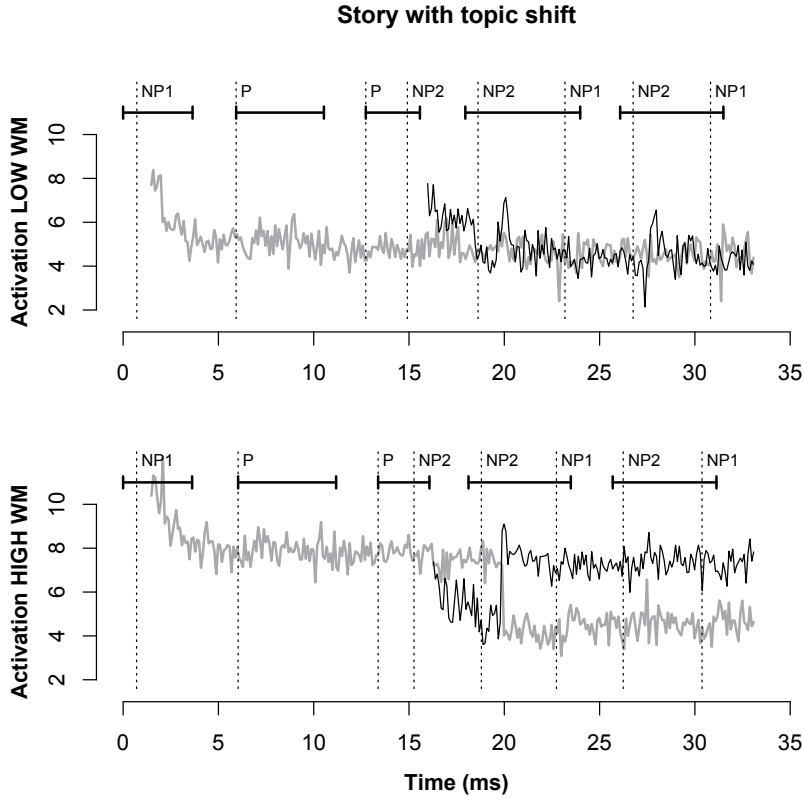 Story with topic shift
NP1 P P NP2 NP2 NP1 NP2 NP1
Activation LOW WM
10
8
6
4
2
0 5 10 15 20 25 30 35
NP1 P P NP2 NP2 NP1 NP2 NP1
Activation HIGH WM
10
8
6
4
2
0 5 10 15 20 25 30 35
Time (ms)